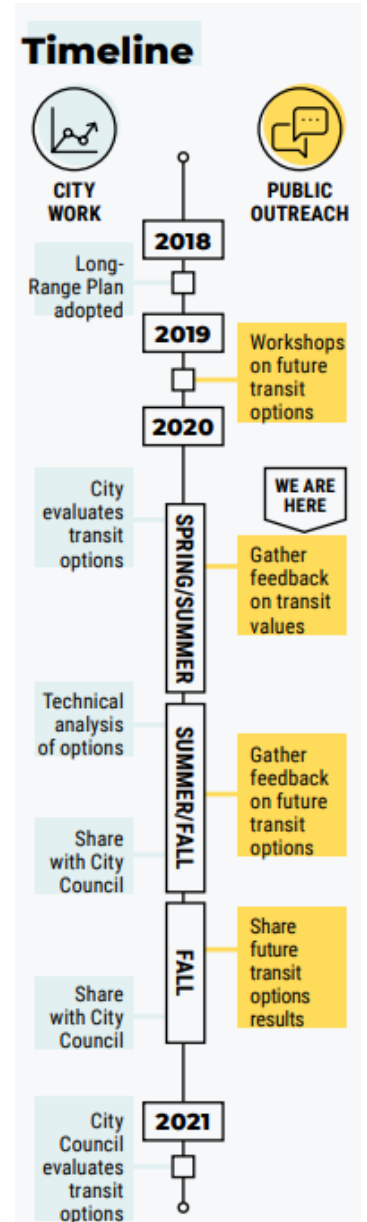 Timeline
CITY
WORK
PUBLIC
OUTREACH
2018
Long-
Range Plan
adopted
2019
Workshops
on future
transit
options
2020
City
evaluates
transit
options
SPRING/SUMMER
WE ARE
HERE
Gather
feedback
on transit
values
Technical
analysis
of options
SUMMER/FALL
Gather
feedback
on future
transit
options
Share
with City
Council
FALL
Share
future
transit
options
results
Share
with City
Council
2021
City
Council
evaluates
transit
options